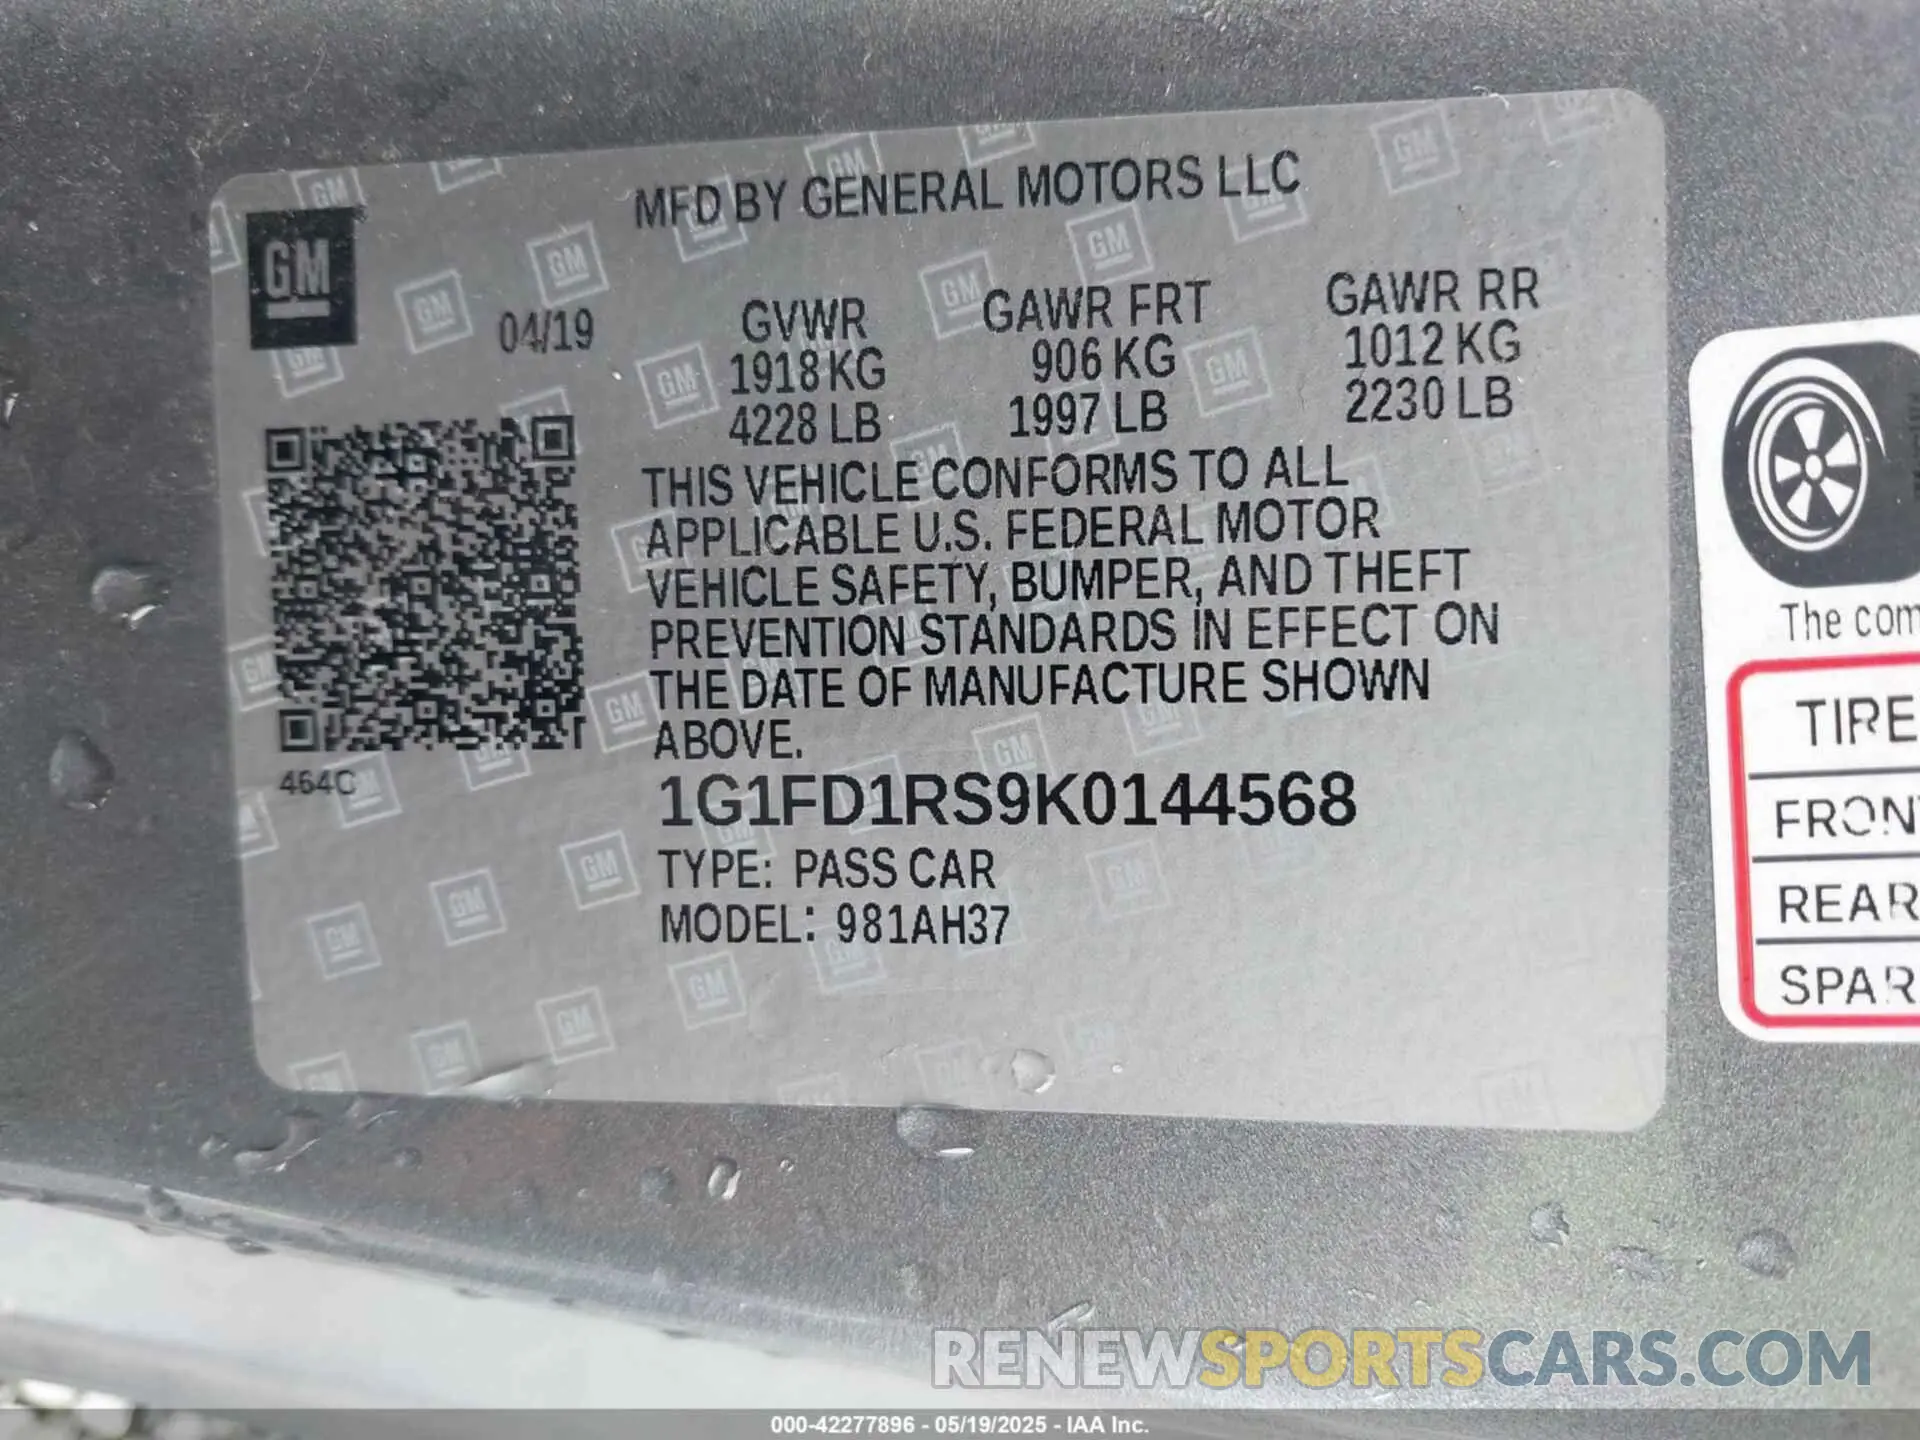 MFD BY GENERAL MOTORS LLC
GM
04/19
GVWR GAWR FRT GAWR RR
1918 KG 906 KG 1012 KG
4228 LB 1997 LB 2230 LB
THIS VEHICLE CONFORMS TO ALL
APPLICABLE U.S. FEDERAL MOTOR
VEHICLE SAFETY, BUMPER, AND THEFT
PREVENTION STANDARDS IN EFFECT ON
THE DATE OF MANUFACTURE SHOWN
ABOVE.
464C
1G1FD1RS9K0144568
TYPE: PASS CAR
MODEL: 981AH37
The com
TIRE
FRONT
REAR
SPAR
RENEWSPORTSCARS.COM
000-42277896 - 05/19/2025 - IAA Inc.